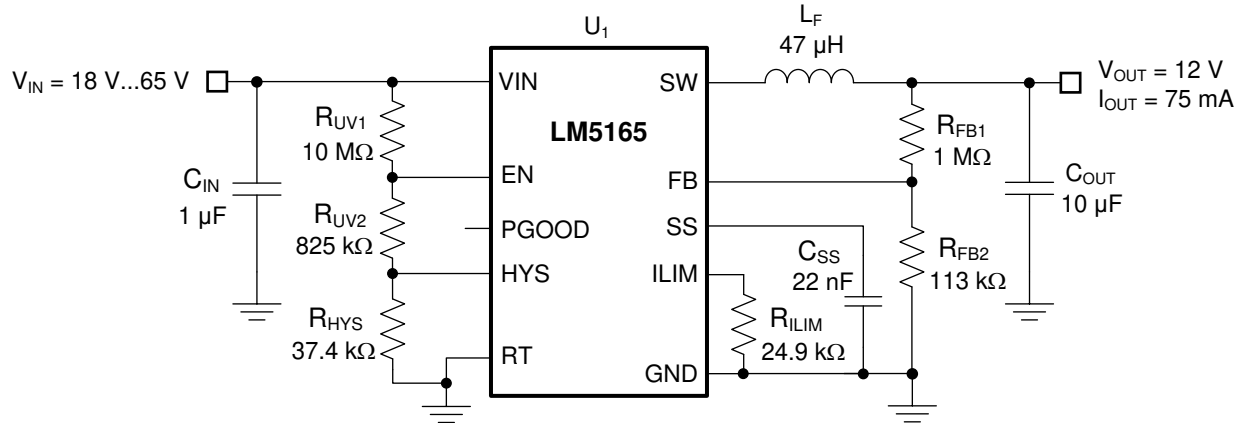 U1
LM5165
VIN = 18 V...65 V
CIN
1 µF
RUV1
10 MΩ
RUV2
825 kΩ
RHYS
37.4 kΩ
VIN
EN
PGOOD
HYS
RT
SW
FB
SS
ILIM
GND
LF
47 µH
CSS
22 nF
RILIM
24.9 kΩ
RFB1
1 MΩ
RFB2
113 kΩ
COUT
10 µF
VOUT = 12 V
IOUT = 75 mA